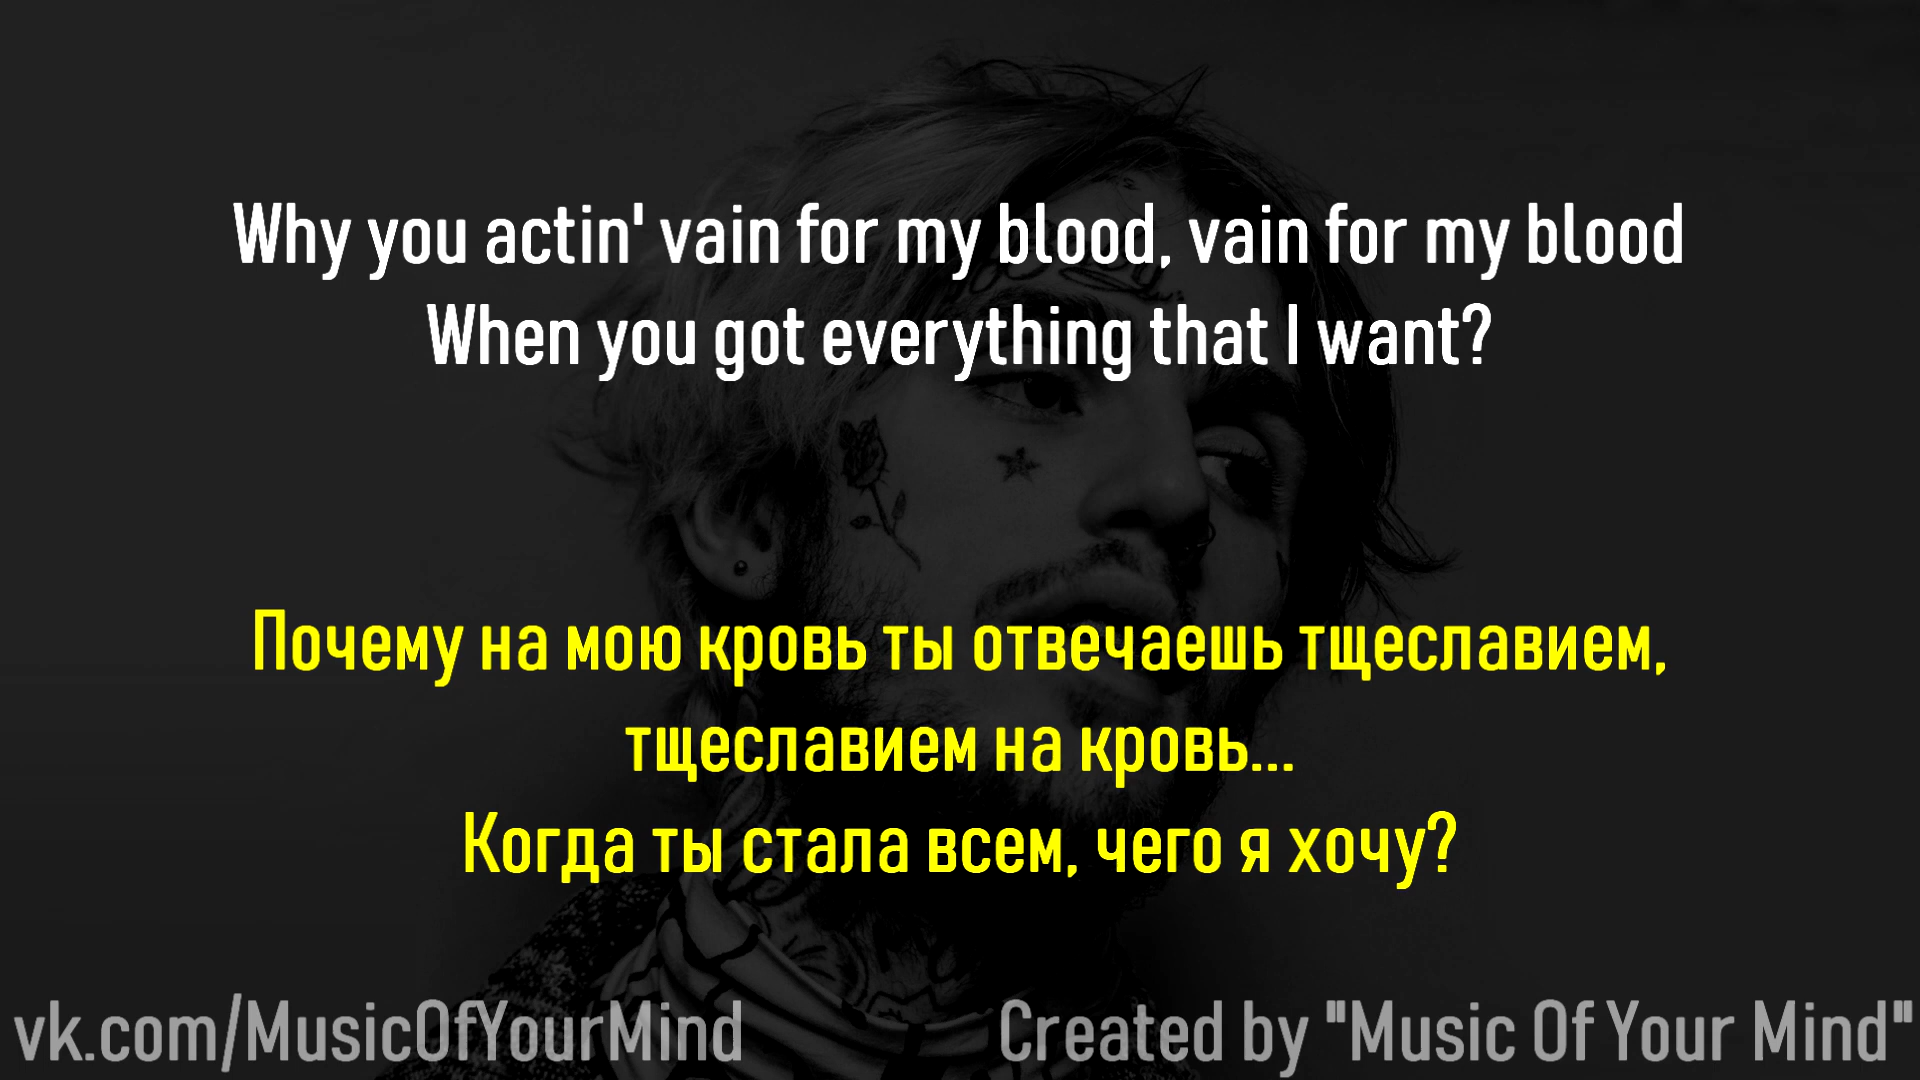 Why you actin' vain for my blood, vain for my blood
When you got everything that I want?
Почему на мою кровь ты отвечаешь тщеславием,
тщеславием на кровь...
Когда ты стала всем, чего я хочу?
vk.com/MusicOfYourMind
Created by "Music Of Your Mind"